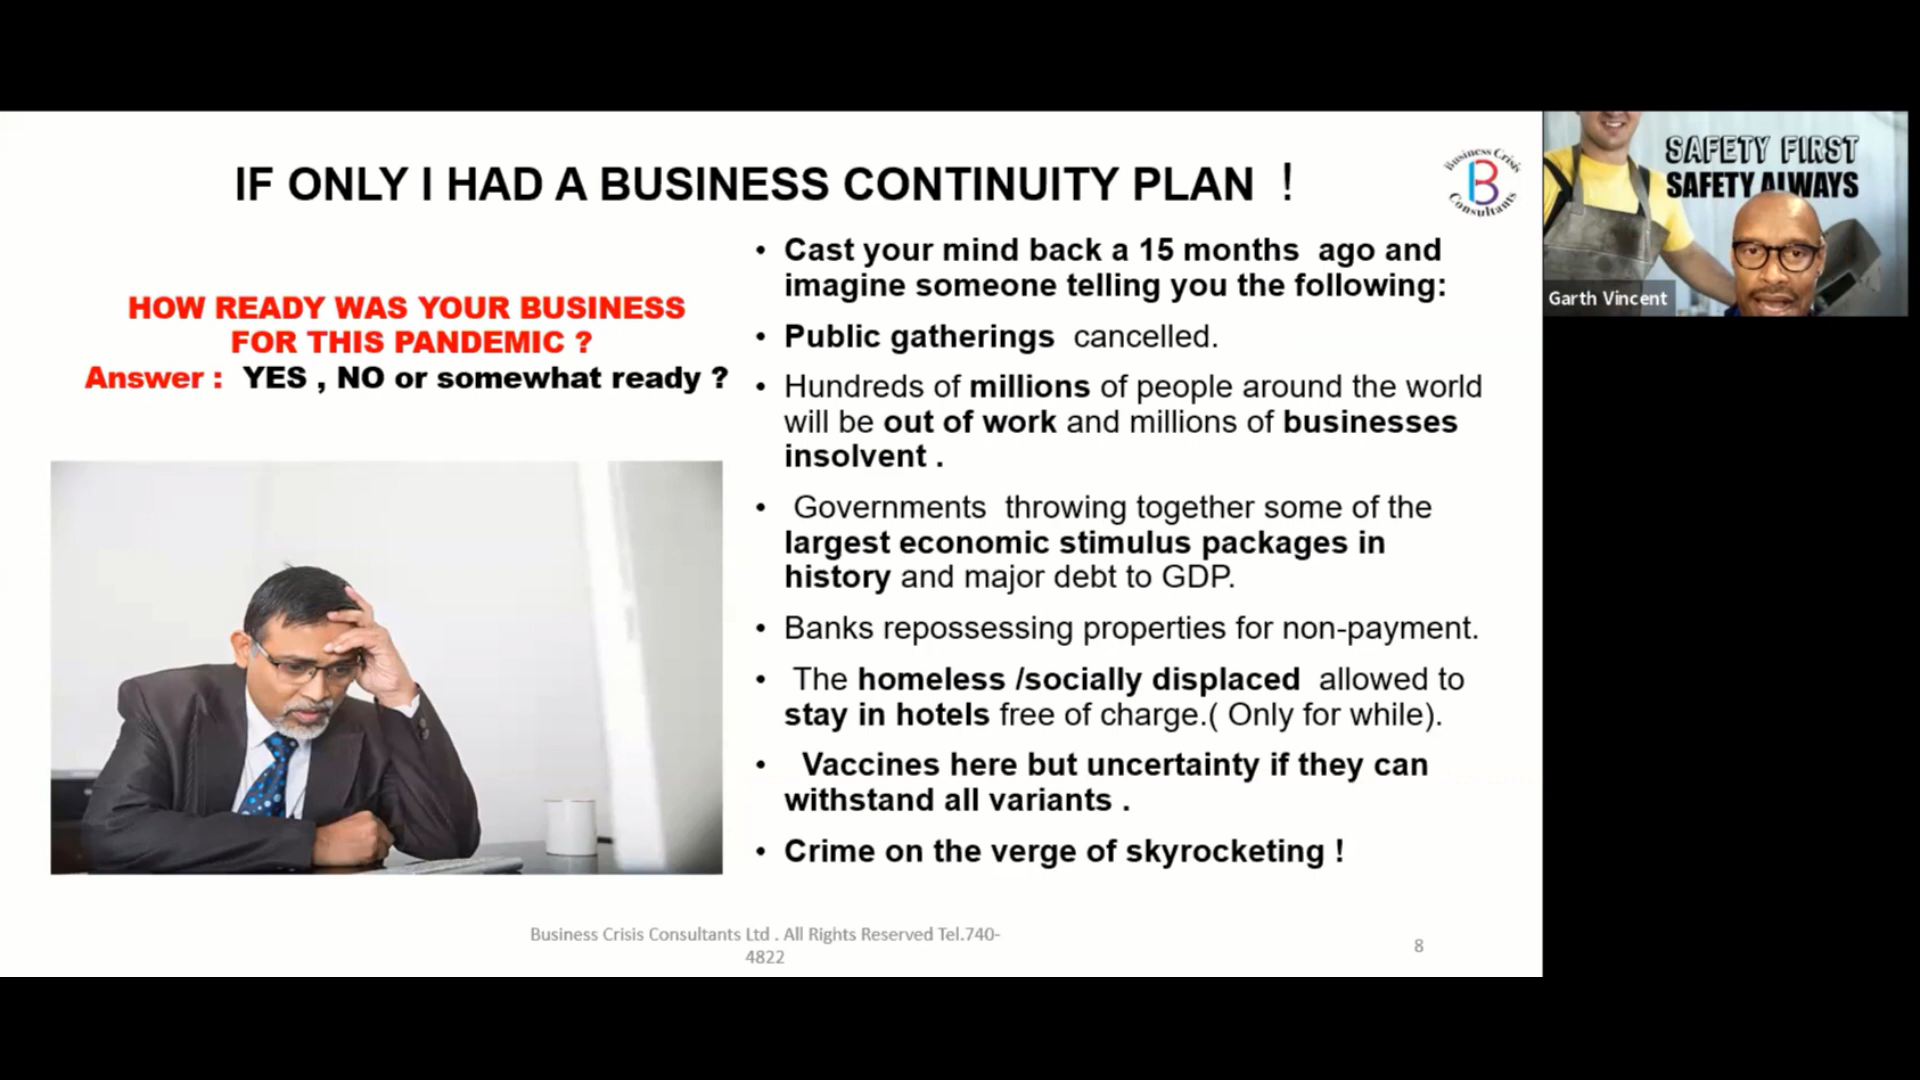 IF ONLY I HAD A BUSINESS CONTINUITY PLAN !
Business Crisis
B
Consultants
HOW READY WAS YOUR BUSINESS
FOR THIS PANDEMIC ?
Answer : YES , NO or somewhat ready ?
• Cast your mind back a 15 months ago and
imagine someone telling you the following:
• Public gatherings cancelled.
• Hundreds of millions of people around the world
will be out of work and millions of businesses
insolvent .
• Governments throwing together some of the
largest economic stimulus packages in
history and major debt to GDP.
• Banks repossessing properties for non-payment.
• The homeless /socially displaced allowed to
stay in hotels free of charge.( Only for while).
• Vaccines here but uncertainty if they can
withstand all variants .
• Crime on the verge of skyrocketing !
Business Crisis Consultants Ltd . All Rights Reserved Tel.740-
4822
8
SAFETY FIRST
SAFETY ALWAYS
Garth Vincent